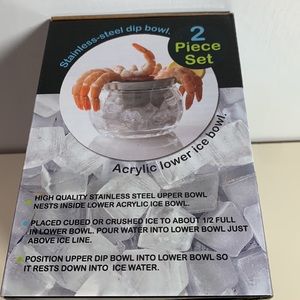 Stainless-steel dip bowl.
2
Piece
Set
Acrylic lower ice bowl.
HIGH QUALITY STAINLESS STEEL UPPER BOWL
NESTS INSIDE LOWER ACRYLIC ICE BOWL.
PLACED CUBED OR CRUSHED ICE TO ABOUT 1/2 FULL
IN LOWER BOWL. POUR WATER INTO LOWER BOWL JUST
ABOVE ICE LINE.
POSITION UPPER DIP BOWL INTO LOWER BOWL SO
IT RESTS DOWN INTO ICE WATER.